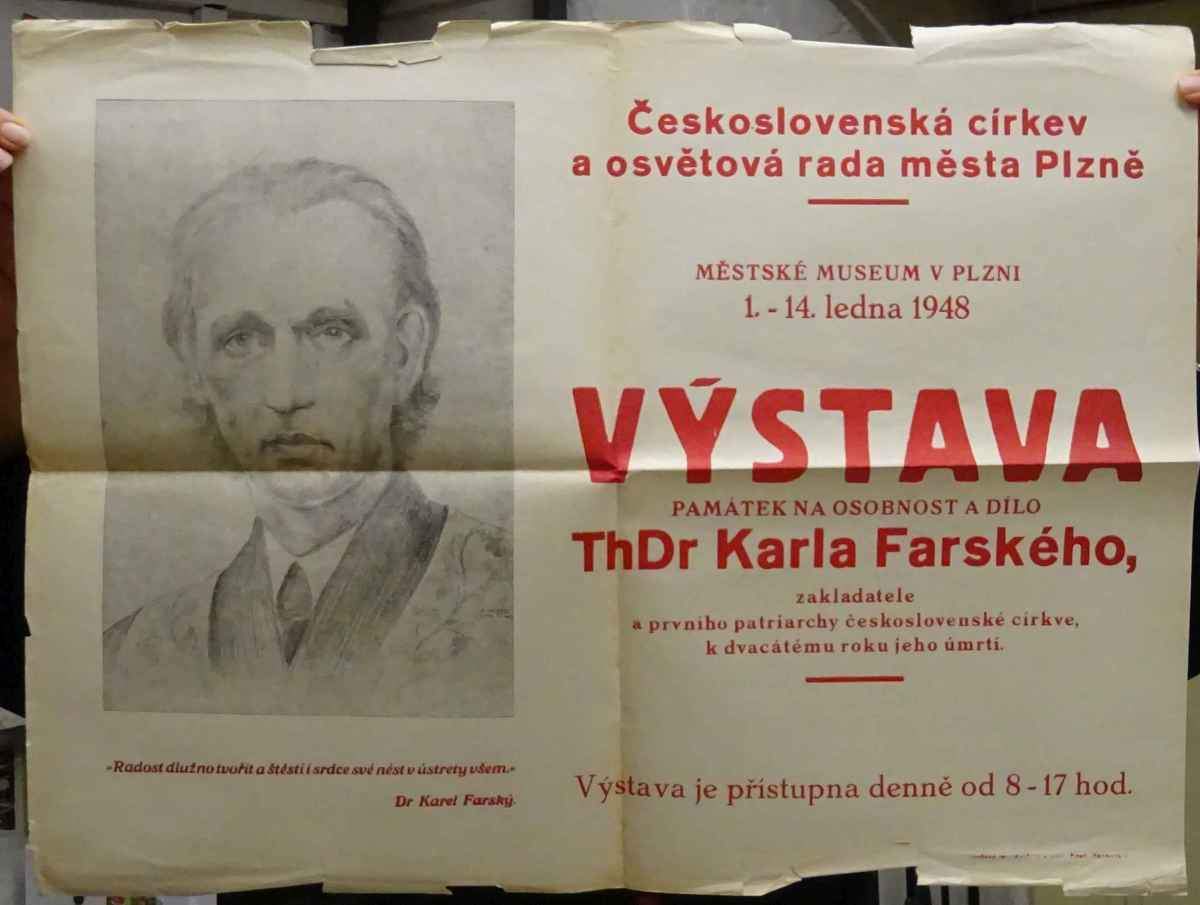 Československá církev
a osvětová rada města Plzně
MĚSTSKÉ MUSEUM V PLZNI
1. - 14. ledna 1948
VÝSTAVA
PAMÁTEK NA OSOBNOST A DÍLO
ThDr Karla Farského,
zakladatele
a prvního patriarchy československé církve,
k dvacátému roku jeho úmrtí.
Výstava je přístupna denně od 8 - 17 hod.
»Radost dlužno tvořit a štěstí i srdce své nést v ústrety všem.«
Dr Karel Farský.